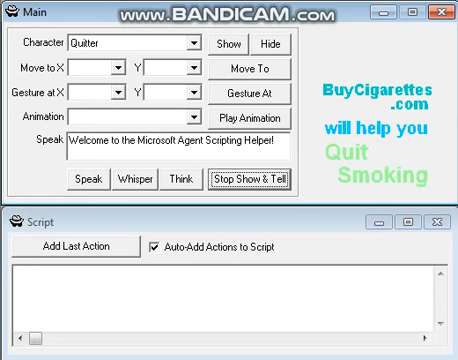 www.BANDICAM.com
Main
Character Quitter Show Hide
Move to X Y Move To
Gesture at X Y Gesture At
Animation Play Animation
Speak Welcome to the Microsoft Agent Scripting Helper!
Speak Whisper Think Stop Show & Tell
BuyCigarettes
.com
will help you
Quit
Smoking
Script
Add Last Action Auto-Add Actions to Script